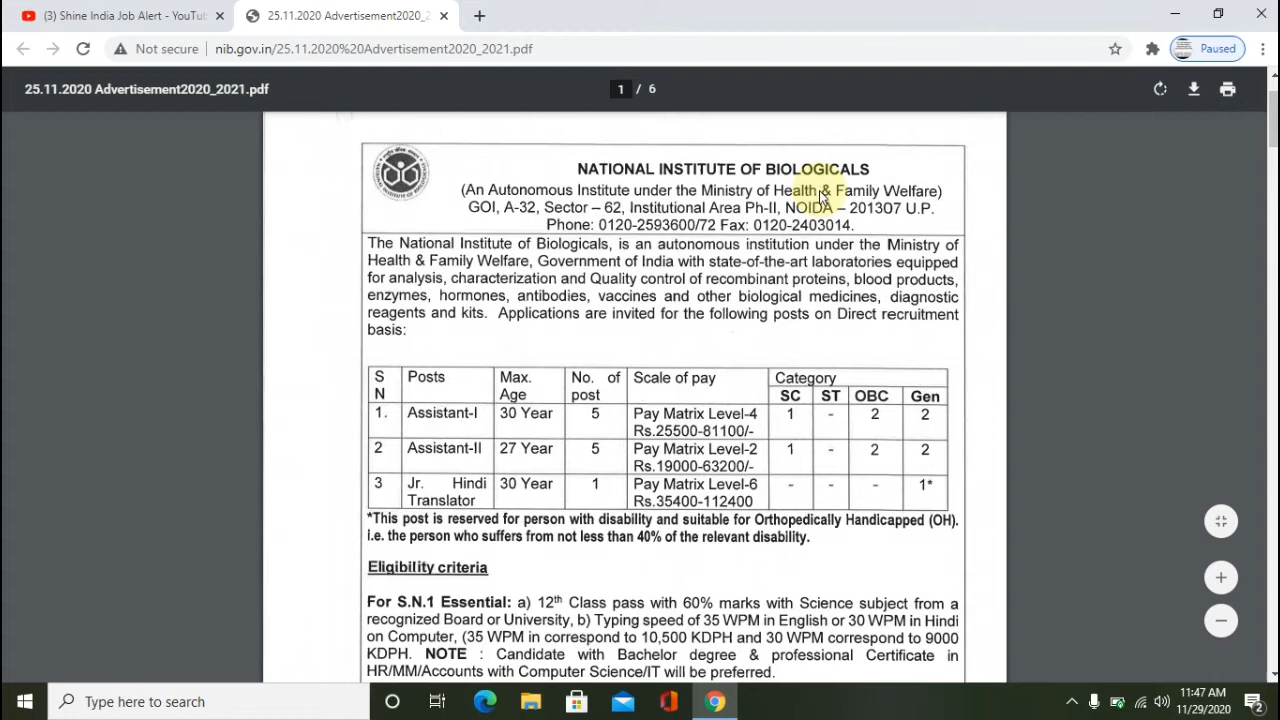 (3) Shine India Job Alert - YouTu
25.11.2020 Advertisement2020_2
Not secure
nib.gov.in/25.11.2020%20Advertisement2020_2021.pdf
Paused
25.11.2020 Advertisement2020_2021.pdf
1 / 6
NATIONAL INSTITUTE OF BIOLOGICALS
(An Autonomous Institute under the Ministry of Health & Family Welfare)
GOI, A-32, Sector – 62, Institutional Area Ph-II, NOIDA – 201307 U.P.
Phone: 0120-2593600/72 Fax: 0120-2403014.
The National Institute of Biologicals, is an autonomous institution under the Ministry of
Health & Family Welfare, Government of India with state-of-the-art laboratories equipped
for analysis, characterization and Quality control of recombinant proteins, blood products,
enzymes, hormones, antibodies, vaccines and other biological medicines, diagnostic
reagents and kits. Applications are invited for the following posts on Direct recruitment
basis:
S N Posts Max. Age No. of post Scale of pay Category
SC ST OBC Gen
1. Assistant-I 30 Year 5 Pay Matrix Level-4 1 - 2 2
Rs.25500-81100/-
2 Assistant-II 27 Year 5 Pay Matrix Level-2 1 - 2 2
Rs.19000-63200/-
3 Jr. Hindi 30 Year 1 Pay Matrix Level-6 - - - 1*
Translator Rs.35400-112400
*This post is reserved for person with disability and suitable for Orthopedically Handicapped (OH).
i.e. the person who suffers from not less than 40% of the relevant disability.
Eligibility criteria
For S.N.1 Essential: a) 12th Class pass with 60% marks with Science subject from a
recognized Board or University, b) Typing speed of 35 WPM in English or 30 WPM in Hindi
on Computer, (35 WPM in correspond to 10,500 KDPH and 30 WPM correspond to 9000
KDPH. NOTE : Candidate with Bachelor degree & professional Certificate in
HR/MM/Accounts with Computer Science/IT will be preferred.
Type here to search
11:47 AM
11/29/2020
2